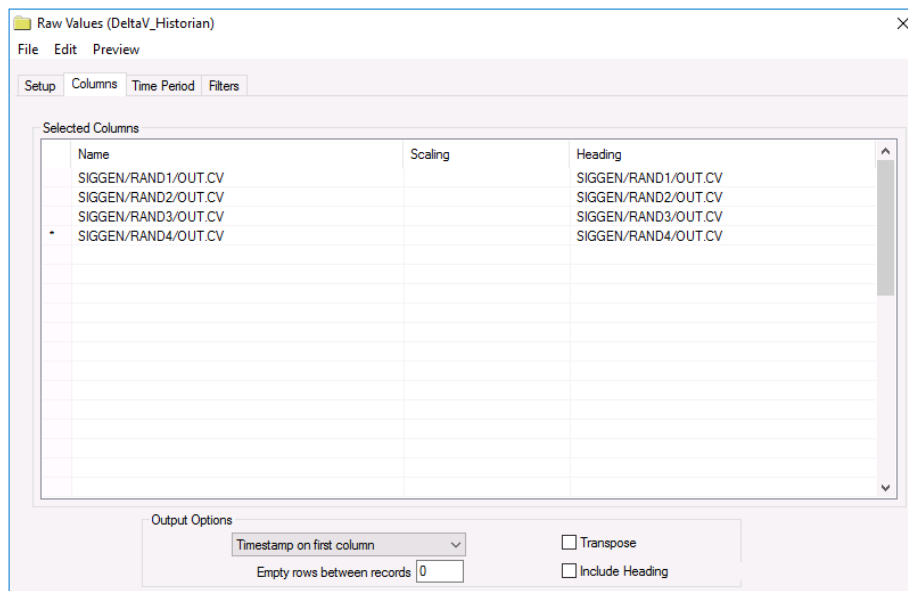 Raw Values (DeltaV_Historian)
File Edit Preview
Setup Columns Time Period Filters
Selected Columns
Name Scaling Heading
SIGGEN/RAND1/OUT.CV SIGGEN/RAND1/OUT.CV
SIGGEN/RAND2/OUT.CV SIGGEN/RAND2/OUT.CV
SIGGEN/RAND3/OUT.CV SIGGEN/RAND3/OUT.CV
* SIGGEN/RAND4/OUT.CV SIGGEN/RAND4/OUT.CV
Output Options
Timestamp on first column Transpose
Empty rows between records 0 Include Heading